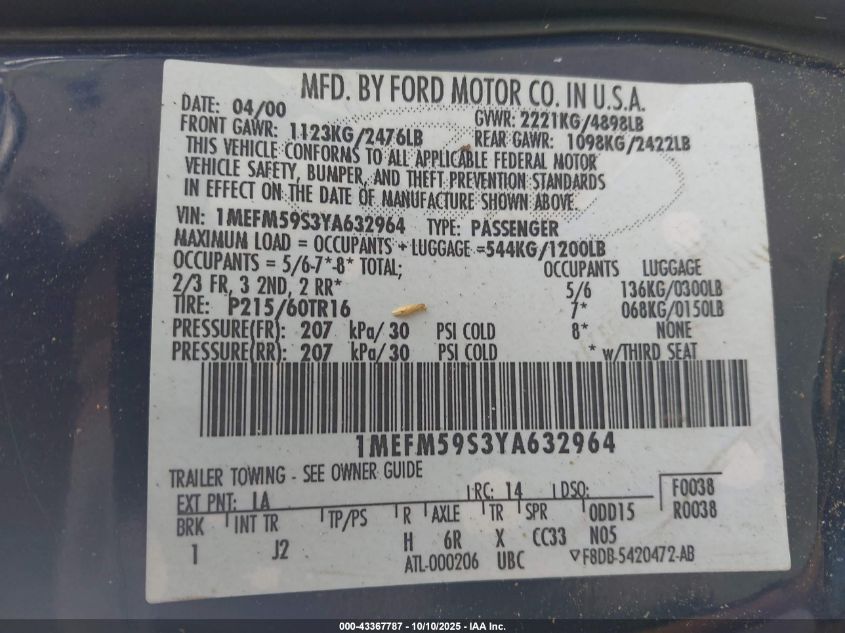 MFD. BY FORD MOTOR CO. IN U.S.A.
DATE: 04/00 GVWR: 2221KG/4898LB
FRONT GAWR: 1123KG/2476LB REAR GAWR: 1098KG/2422LB
THIS VEHICLE CONFORMS TO ALL APPLICABLE FEDERAL MOTOR
VEHICLE SAFETY, BUMPER, AND THEFT PREVENTION STANDARDS
IN EFFECT ON THE DATE OF MANUFACTURE SHOWN ABOVE.
VIN: 1MEFM59S3YA632964 TYPE: PASSENGER
MAXIMUM LOAD = OCCUPANTS + LUGGAGE =544KG/1200LB
OCCUPANTS = 5/6-7*-8* TOTAL; OCCUPANTS LUGGAGE
2/3 FR, 3 2ND, 2 RR* 5/6 136KG/0300LB
TIRE: P215/60TR16 7* 068KG/0150LB
PRESSURE(FR): 207 kPa/30 PSI COLD 8* NONE
PRESSURE(RR): 207 kPa/30 PSI COLD * w/THIRD SEAT
1MEFM59S3YA632964
TRAILER TOWING - SEE OWNER GUIDE
EXT PNT: LA RC: 14 DSO: F0038
BRK INT TR TP/PS R AXLE TR SPR ODD15 R0038
1 J2 H 6R X CC33 N05
ATL-000206 UBC ▽F8DB-5420472-AB
000-43367787 - 10/10/2025 - IAA Inc.